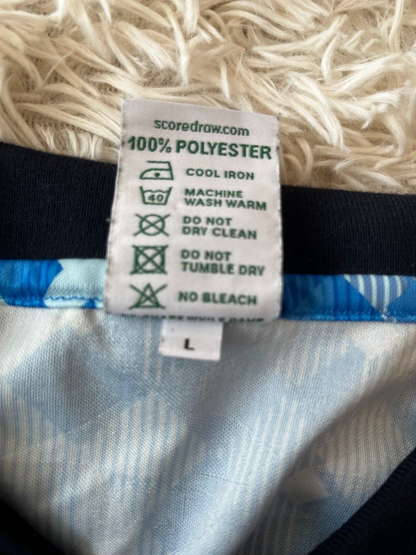 scoredraw.com
100% POLYESTER
COOL IRON
40
MACHINE
WASH WARM
DO NOT
DRY CLEAN
DO NOT
TUMBLE DRY
NO BLEACH
L